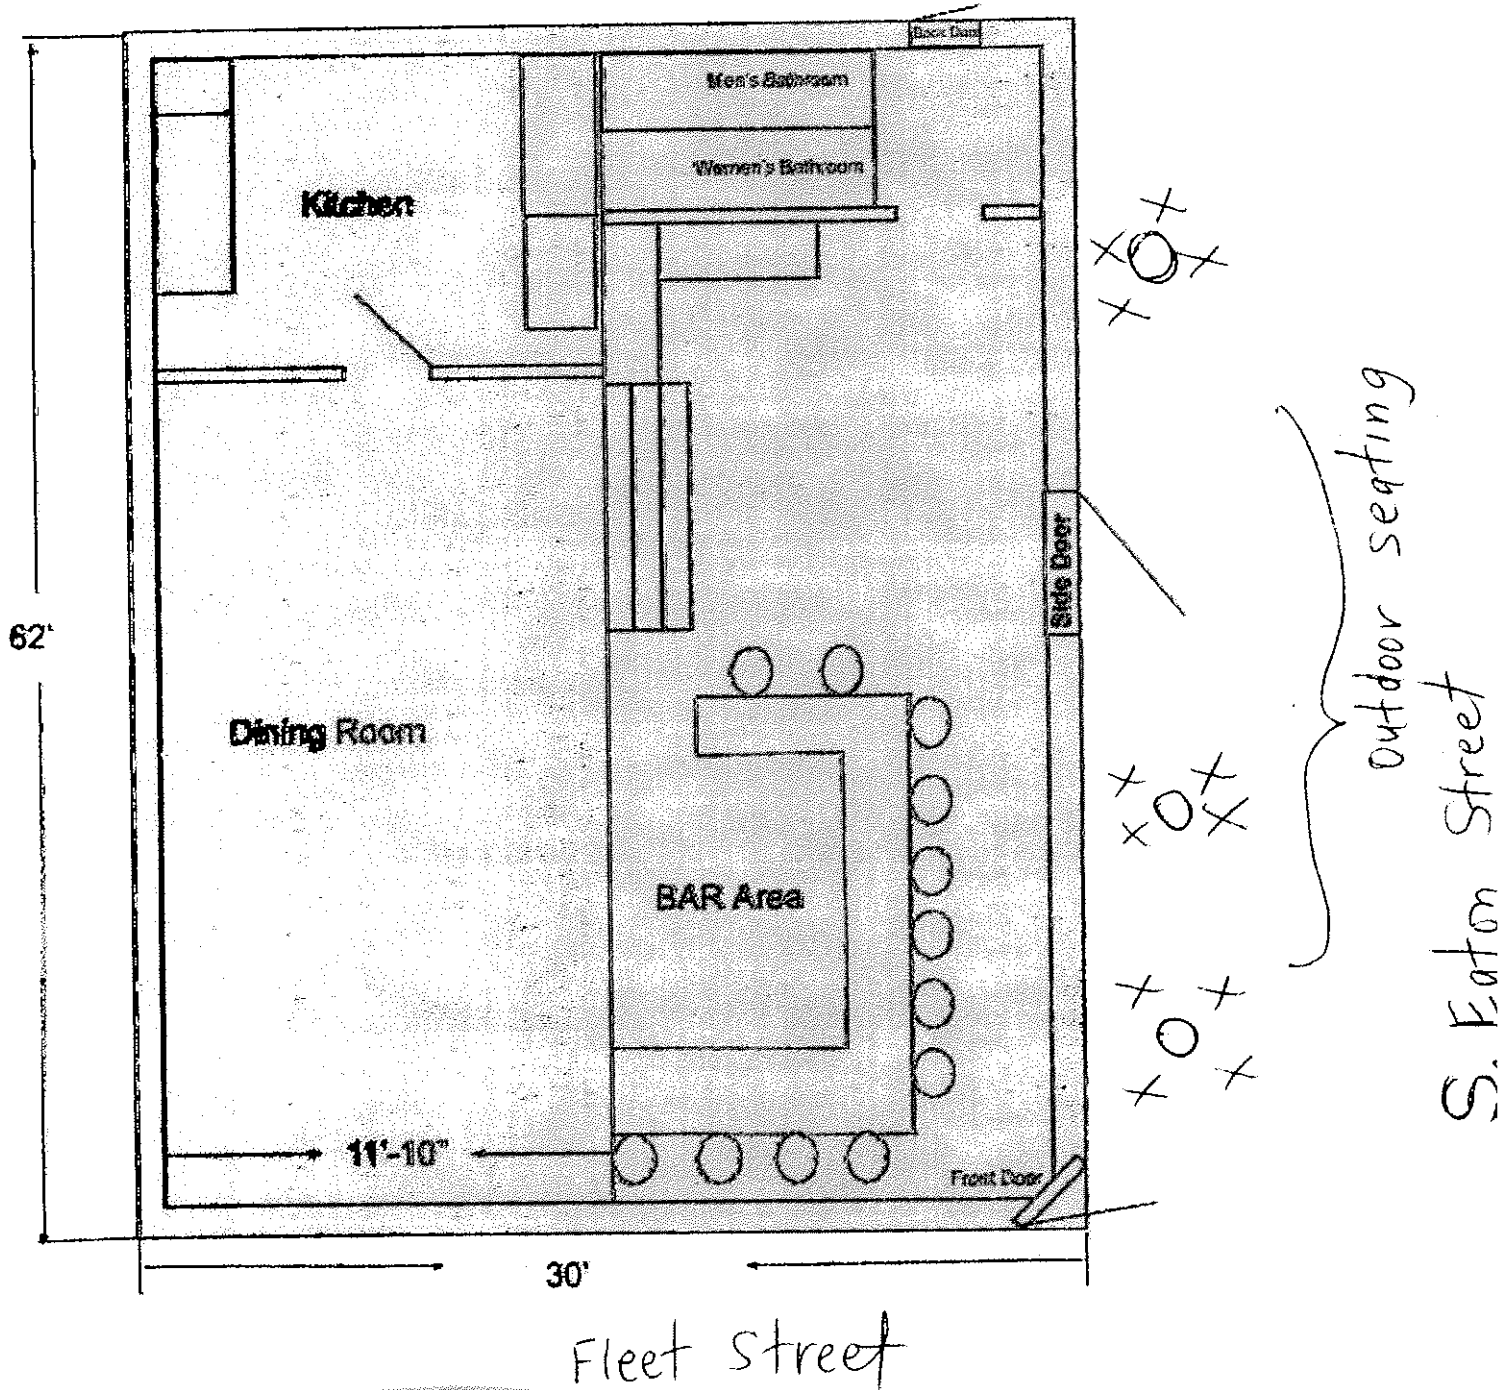 Back Door
Men's Bathroom
Women's Bathroom
Kitchen
Side Door
outdoor seating
62'
Dining Room
BAR Area
S. Eaton Street
11'-10"
Front Door
30'
Fleet Street